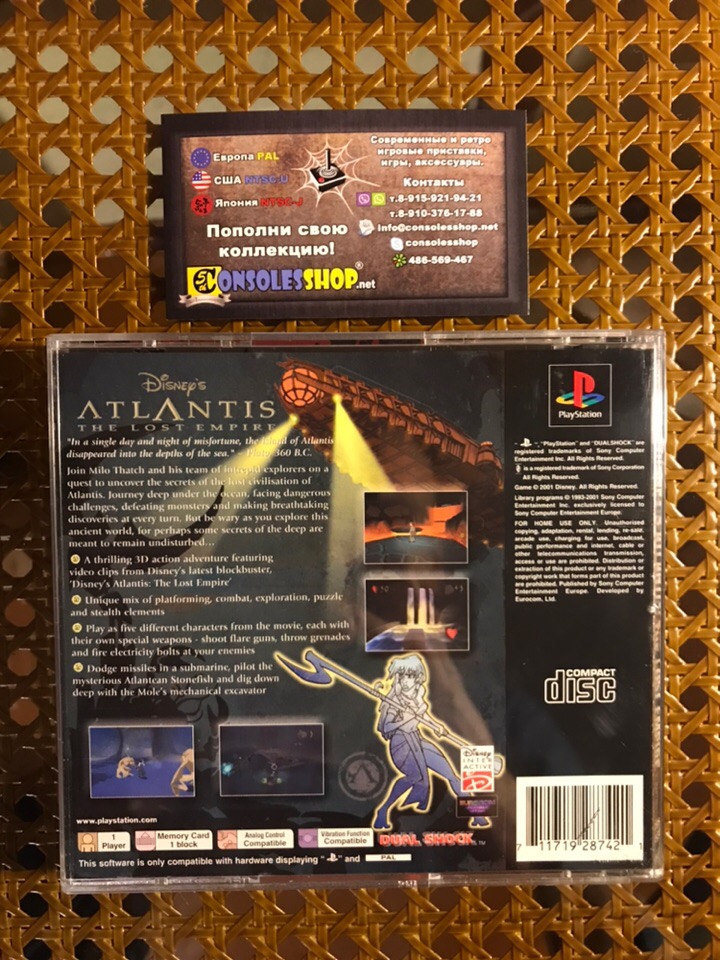 Европа PAL
США NTSC-U
Япония NTSC-J
Пополни свою
коллекцию!
CONSOLESSHOP®.net
Современные и ретро
игровые приставки,
игры, аксессуары.
Контакты
т.8-915-921-94-21
т.8-910-376-17-88
info@consolesshop.net
consolesshop
486-569-467
Disney's
ATLANTIS
THE LOST EMPIRE
"In a single day and night of misfortune, the island of Atlantis
disappeared into the depths of the sea." - Plato, 360 B.C.
Join Milo Thatch and his team of intrepid explorers on a
quest to uncover the secrets of the lost civilisation of
Atlantis. Journey deep under the ocean, facing dangerous
challenges, defeating monsters and making breathtaking
discoveries at every turn. But be wary as you explore this
ancient world, for perhaps some secrets of the deep are
meant to remain undisturbed...
A thrilling 3D action adventure featuring
video clips from Disney's latest blockbuster,
'Disney's Atlantis: The Lost Empire'
Unique mix of platforming, combat, exploration, puzzle
and stealth elements
Play as five different characters from the movie, each with
their own special weapons - shoot flare guns, throw grenades
and fire electricity bolts at your enemies
Dodge missiles in a submarine, pilot the
mysterious Atlantean Stonefish and dig down
deep with the Mole's mechanical excavator
PlayStation
"PlayStation" and "DUALSHOCK" are
registered trademarks of Sony Computer
Entertainment Inc. All Rights Reserved.
is a registered trademark of Sony Corporation
All Rights Reserved.
Game © 2001 Disney. All Rights Reserved.
Library programs © 1993-2001 Sony Computer
Entertainment Inc. exclusively licensed to
Sony Computer Entertainment Europe.
FOR HOME USE ONLY. Unauthorized
copying, adaptation, rental, lending, re-sale,
arcade use, charging for use, broadcast,
public performance and internet, cable or
other telecommunications transmission,
access or use are prohibited. Distribution or
extraction of this product or any trademark or
copyright work that forms part of this product
are prohibited. Published by Sony Computer
Entertainment Europe. Developed by
Eurocom, Ltd.
COMPACT
disc
Disney
INTER
ACTIVE
EUROCOM
www.playstation.com
1
Player
Memory Card
1 block
Analog Control
Compatible
Vibration Function
Compatible
DUAL SHOCK™
This software is only compatible with hardware displaying and PAL
7 11719 28742 1